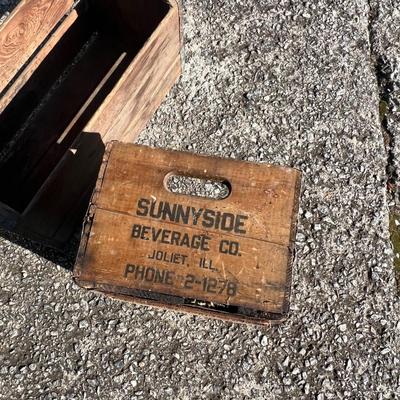 SUNNYSIDE
BEVERAGE CO.
JOLIET, ILL.
PHONE 2-1278